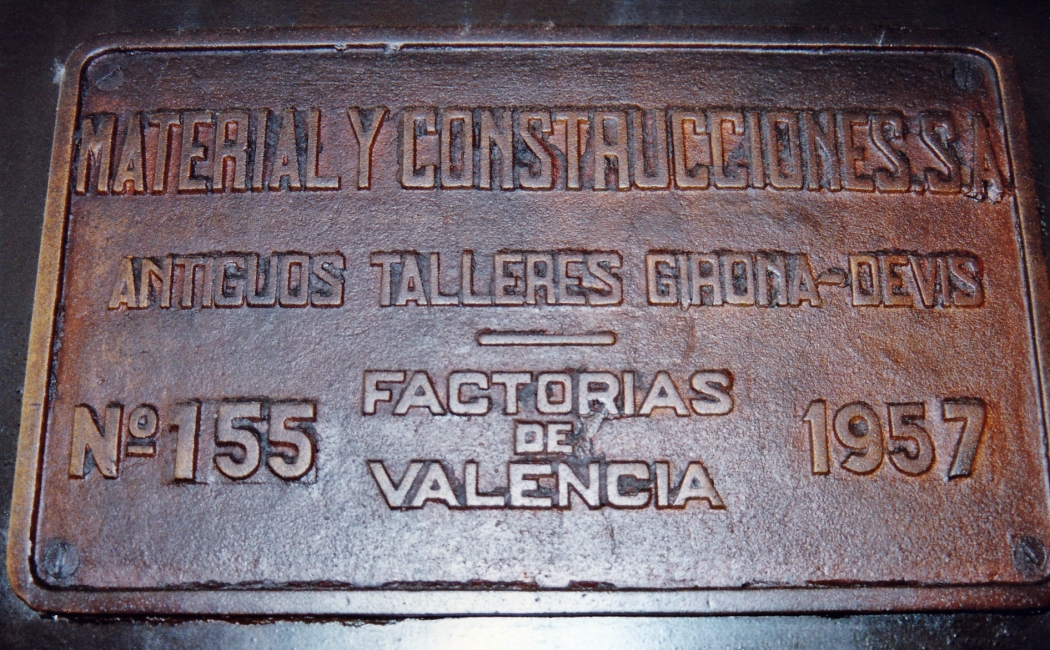 MATERIAL Y CONSTRUCCIONES.S.A
ANTIGUOS TALLERES GIRONA-DEVIS
FACTORIAS
DE
VALENCIA
Nº 155
1957